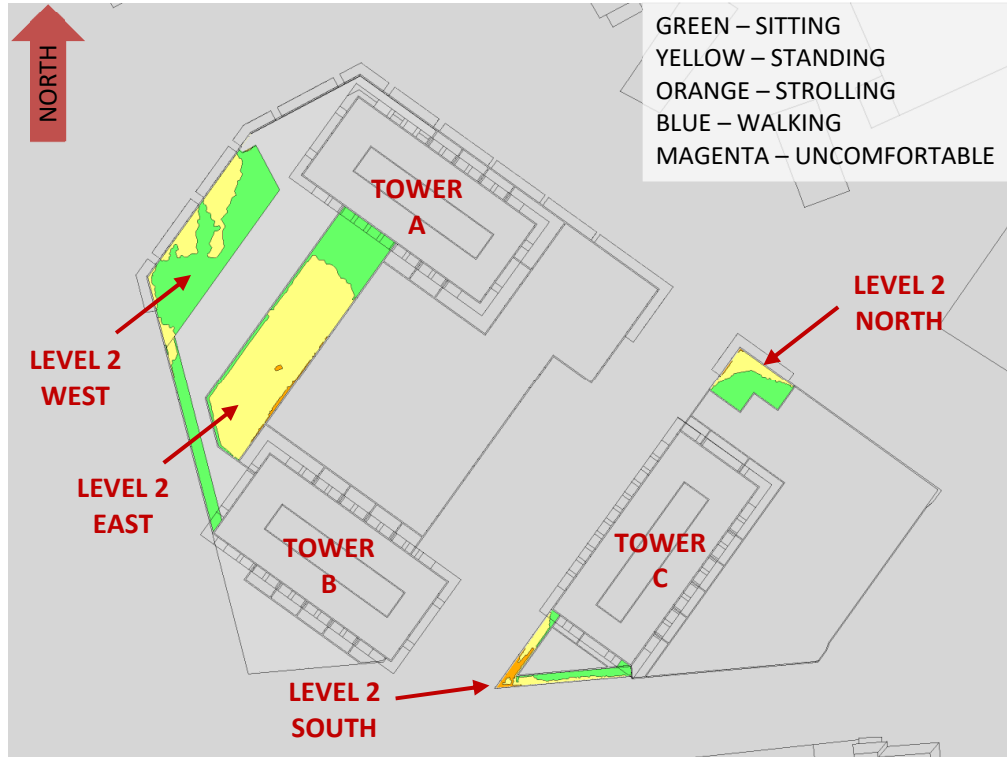 NORTH
GREEN – SITTING
YELLOW – STANDING
ORANGE – STROLLING
BLUE – WALKING
MAGENTA – UNCOMFORTABLE
TOWER
A
LEVEL 2
NORTH
LEVEL 2
WEST
LEVEL 2
EAST
TOWER
B
TOWER
C
LEVEL 2
SOUTH